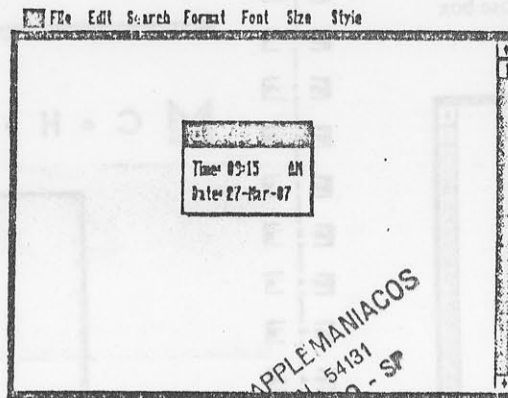 File Edit Search Format Font Size Style
Time: 09:15 AM
Date: 27-Mar-87
APPLEMANIACOS
54131
- SP